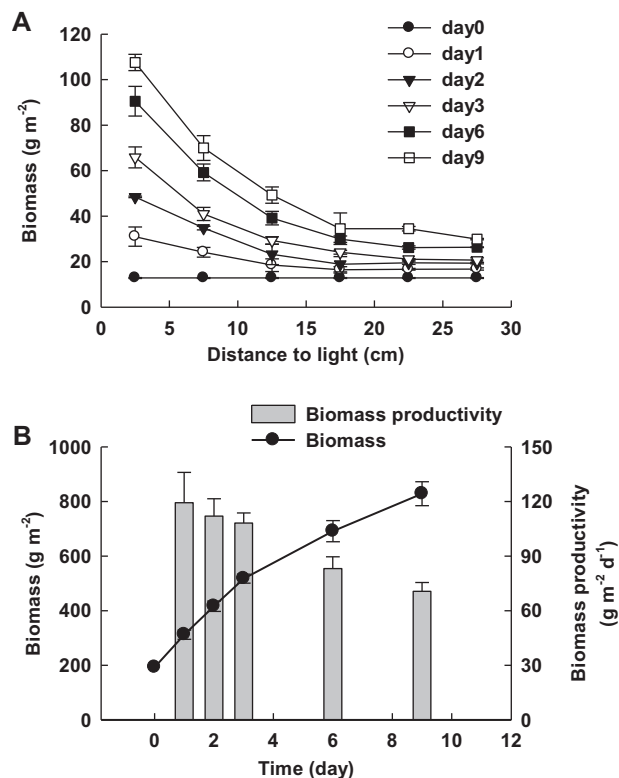 A
day0
day1
day2
day3
day6
day9
120
100
80
60
40
20
0
Biomass (g m-2)
0 5 10 15 20 25 30
Distance to light (cm)
B
Biomass productivity
Biomass
1000
800
600
400
200
0
Biomass (g m-2)
150
120
90
60
30
0
Biomass productivity
(g m-2 d-1)
0 2 4 6 8 10 12
Time (day)